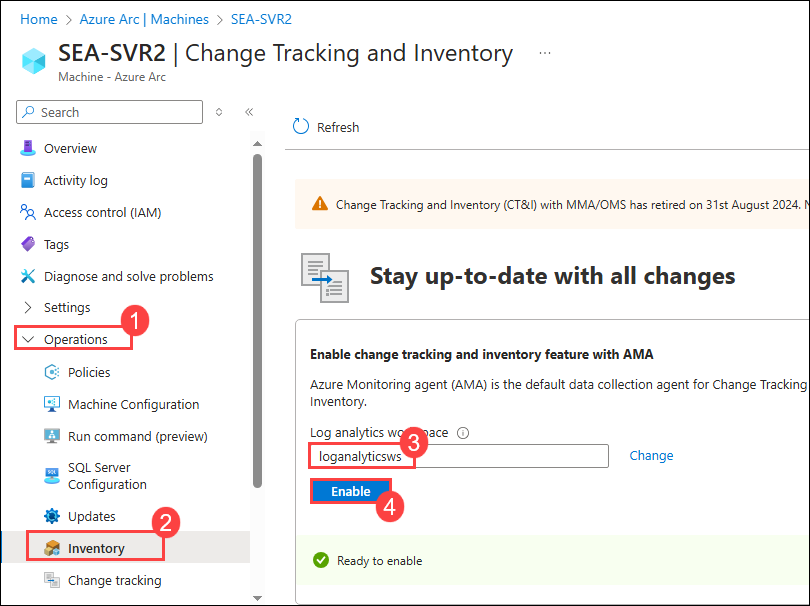 Home > Azure Arc | Machines > SEA-SVR2
SEA-SVR2 | Change Tracking and Inventory ...
Machine - Azure Arc
Search
Overview
Activity log
Access control (IAM)
Tags
Diagnose and solve problems
Settings
1
Operations
Policies
Machine Configuration
Run command (preview)
SQL Server
Configuration
Updates
2
Inventory
Change tracking
Refresh
Change Tracking and Inventory (CT&I) with MMA/OMS has retired on 31st August 2024.
Stay up-to-date with all changes
Enable change tracking and inventory feature with AMA
Azure Monitoring agent (AMA) is the default data collection agent for Change Tracking
Inventory.
Log analytics
3
loganalyticsws
Change
Enable
4
Ready to enable